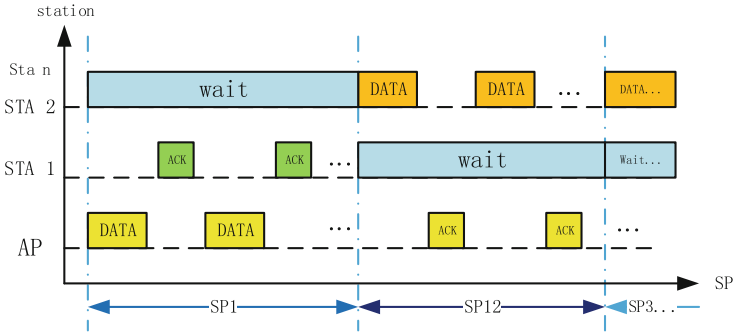 station
Sta n
wait
DATA
DATA
...
DATA...
STA 2
ACK
ACK
...
wait
Wait...
STA 1
DATA
DATA
...
ACK
ACK
...
AP
SP
SP1
SP12
SP3...